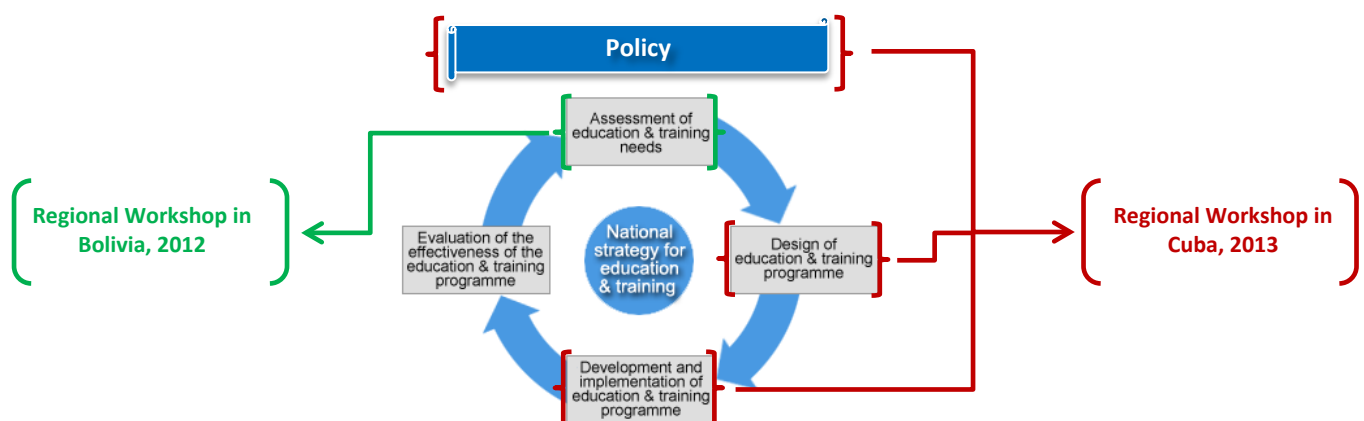 Policy
Assessment of
education & training
needs
Regional Workshop in
Bolivia, 2012
Evaluation of the
effectiveness of the
education & training
programme
National
strategy for
education
& training
Design of
education & training
programme
Regional Workshop in
Cuba, 2013
Development and
implementation of
education & training
programme